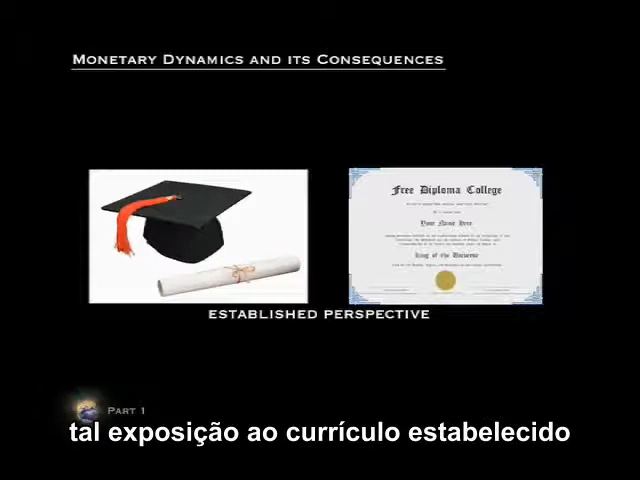 Monetary Dynamics and its Consequences
Free Diploma College
Your Name Here
King of the Universe
ESTABLISHED PERSPECTIVE
Part 1
tal exposição ao currículo estabelecido